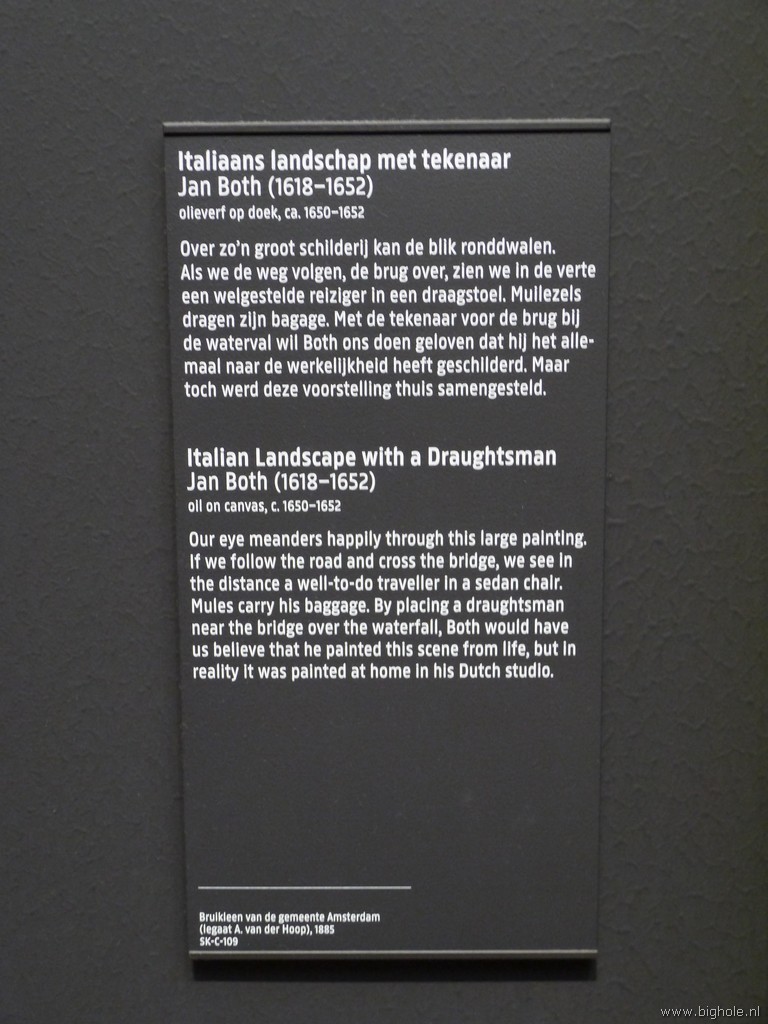 Italiaans landschap met tekenaar
Jan Both (1618–1652)
olieverf op doek, ca. 1650–1652
Over zo'n groot schilderij kan de blik ronddwalen.
Als we de weg volgen, de brug over, zien we in de verte
een welgestelde reiziger in een draagstoel. Muilezels
dragen zijn bagage. Met de tekenaar voor de brug bij
de waterval wil Both ons doen geloven dat hij het alle-
maal naar de werkelijkheid heeft geschilderd. Maar
toch werd deze voorstelling thuis samengesteld.
Italian Landscape with a Draughtsman
Jan Both (1618–1652)
oil on canvas, c. 1650–1652
Our eye meanders happily through this large painting.
If we follow the road and cross the bridge, we see in
the distance a well-to-do traveller in a sedan chair.
Mules carry his baggage. By placing a draughtsman
near the bridge over the waterfall, Both would have
us believe that he painted this scene from life, but in
reality it was painted at home in his Dutch studio.
Bruikleen van de gemeente Amsterdam
(legaat A. van der Hoop), 1885
SK-C-109
www.bighole.nl